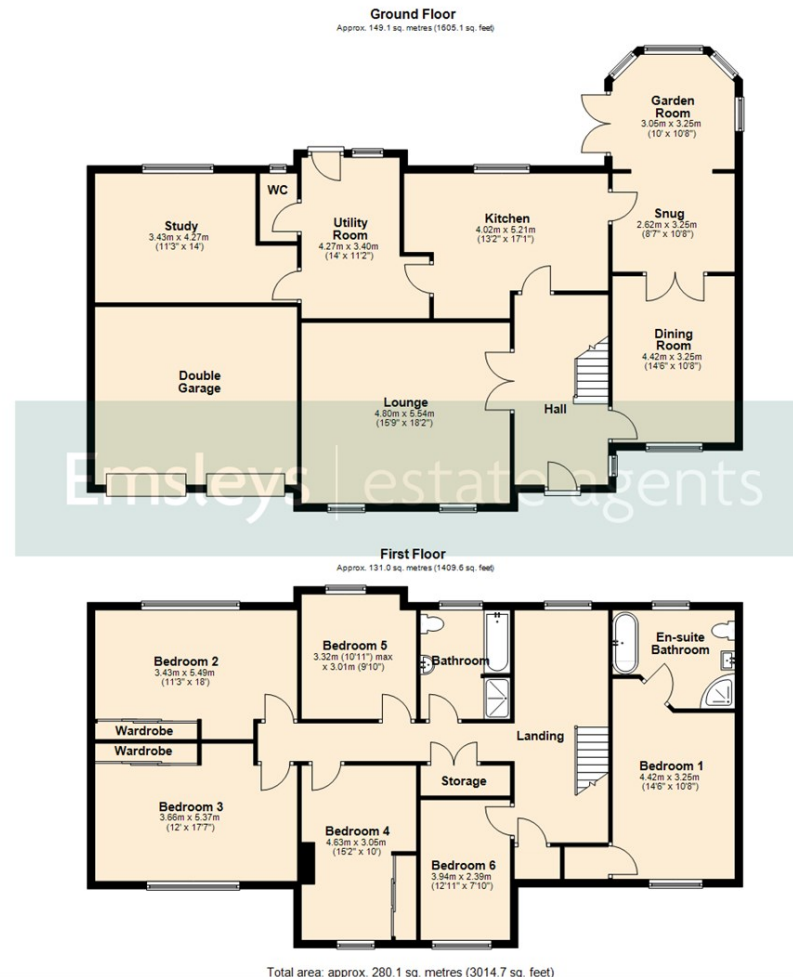 Ground Floor
Approx. 149.1 sq. metres (1605.1 sq. feet)
Garden
Room
3.05m x 3.25m
(10' x 10'8")
WC
Study
3.43m x 4.27m
(11'3" x 14')
Utility
Room
4.27m x 3.40m
(14' x 11'2")
Kitchen
4.02m x 5.21m
(13'2" x 17'1")
Snug
2.62m x 3.25m
(8'7" x 10'8")
Double
Garage
Lounge
4.80m x 5.54m
(15'9" x 18'2")
Hall
Dining
Room
4.42m x 3.25m
(14'6" x 10'8")
Emsleys | estate agents
First Floor
Approx. 131.0 sq. metres (1409.6 sq. feet)
Bedroom 2
3.43m x 5.49m
(11'3" x 18')
Bedroom 5
3.32m (10'11") max
x 3.01m (9'10")
Bathroom
En-suite
Bathroom
Wardrobe
Wardrobe
Landing
Storage
Bedroom 1
4.42m x 3.25m
(14'6" x 10'8")
Bedroom 3
3.66m x 5.37m
(12' x 17'7")
Bedroom 4
4.63m x 3.05m
(15'2" x 10')
Bedroom 6
3.94m x 2.39m
(12'11" x 7'10")
Total area: approx. 280.1 sq. metres (3014.7 sq. feet)